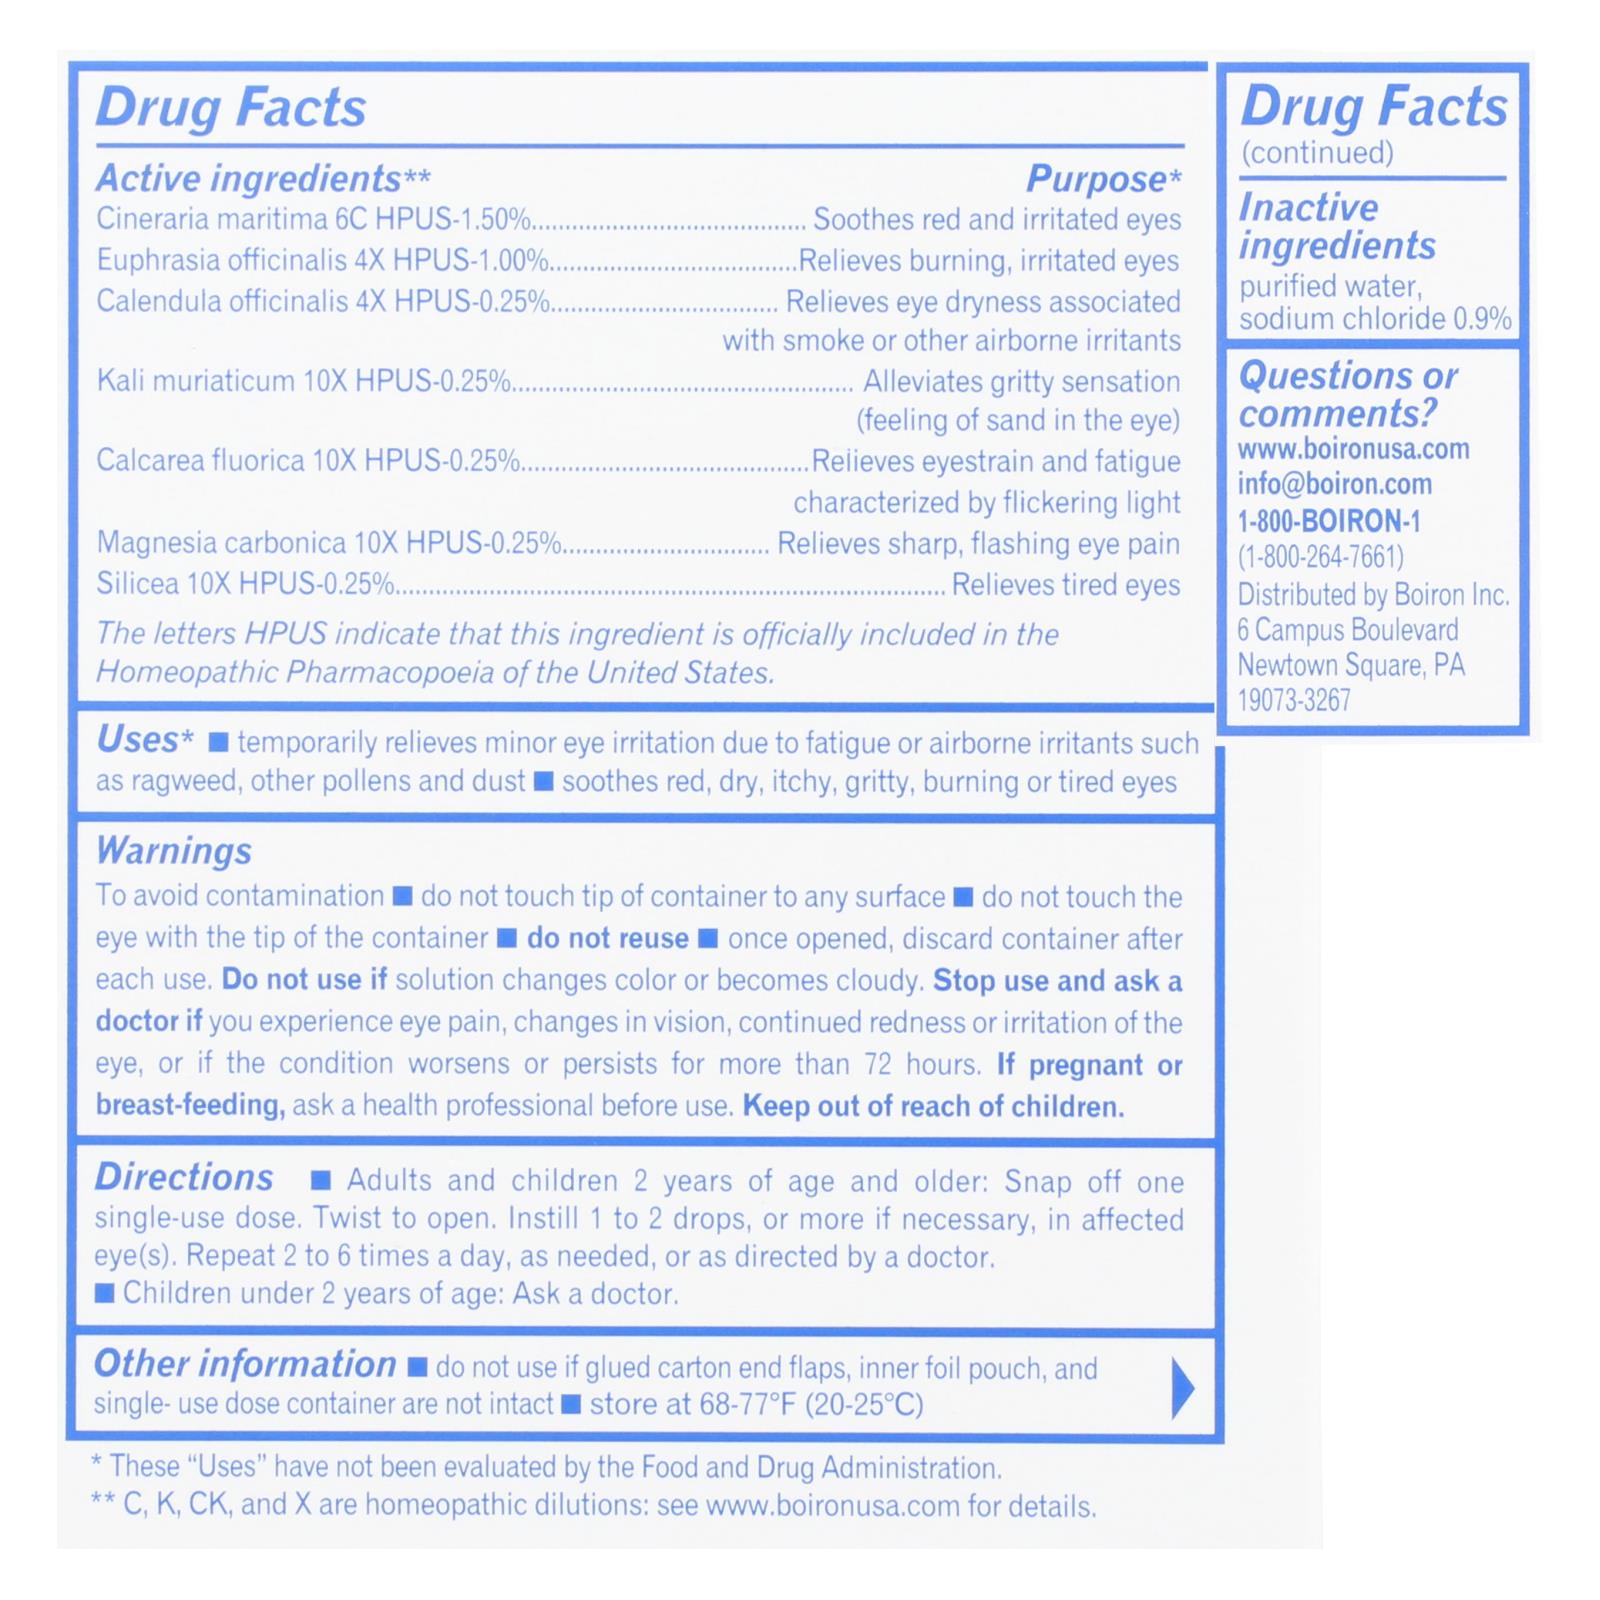 Drug Facts
Active ingredients** Purpose*
Cineraria maritima 6C HPUS-1.50%........................................ Soothes red and irritated eyes
Euphrasia officinalis 4X HPUS-1.00%....................................Relieves burning, irritated eyes
Calendula officinalis 4X HPUS-0.25%................................. Relieves eye dryness associated
with smoke or other airborne irritants
Kali muriaticum 10X HPUS-0.25%.................................................. Alleviates gritty sensation
(feeling of sand in the eye)
Calcarea fluorica 10X HPUS-0.25%..........................................Relieves eyestrain and fatigue
characterized by flickering light
Magnesia carbonica 10X HPUS-0.25%.............................. Relieves sharp, flashing eye pain
Silicea 10X HPUS-0.25%................................................................................ Relieves tired eyes
The letters HPUS indicate that this ingredient is officially included in the
Homeopathic Pharmacopoeia of the United States.
Uses* ■ temporarily relieves minor eye irritation due to fatigue or airborne irritants such
as ragweed, other pollens and dust ■ soothes red, dry, itchy, gritty, burning or tired eyes
Warnings
To avoid contamination ■ do not touch tip of container to any surface ■ do not touch the
eye with the tip of the container ■ do not reuse ■ once opened, discard container after
each use. Do not use if solution changes color or becomes cloudy. Stop use and ask a
doctor if you experience eye pain, changes in vision, continued redness or irritation of the
eye, or if the condition worsens or persists for more than 72 hours. If pregnant or
breast-feeding, ask a health professional before use. Keep out of reach of children.
Directions ■ Adults and children 2 years of age and older: Snap off one
single-use dose. Twist to open. Instill 1 to 2 drops, or more if necessary, in affected
eye(s). Repeat 2 to 6 times a day, as needed, or as directed by a doctor.
■ Children under 2 years of age: Ask a doctor.
Other information ■ do not use if glued carton end flaps, inner foil pouch, and
single- use dose container are not intact ■ store at 68-77°F (20-25°C)
* These “Uses” have not been evaluated by the Food and Drug Administration.
** C, K, CK, and X are homeopathic dilutions: see www.boironusa.com for details.
Drug Facts
(continued)
Inactive
ingredients
purified water,
sodium chloride 0.9%
Questions or
comments?
www.boironusa.com
info@boiron.com
1-800-BOIRON-1
(1-800-264-7661)
Distributed by Boiron Inc.
6 Campus Boulevard
Newtown Square, PA
19073-3267